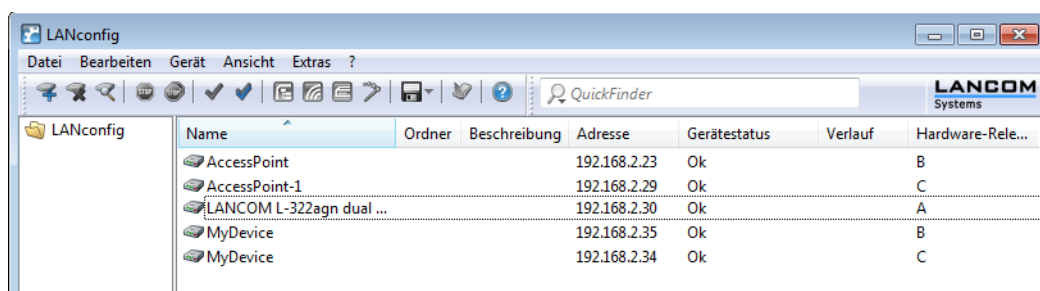 LANconfig
Datei Bearbeiten Gerät Ansicht Extras ?
QuickFinder
LANCOM
Systems
LANconfig
Name Ordner Beschreibung Adresse Gerätestatus Verlauf Hardware-Rele...
AccessPoint 192.168.2.23 Ok B
AccessPoint-1 192.168.2.29 Ok C
LANCOM L-322agn dual ... 192.168.2.30 Ok A
MyDevice 192.168.2.35 Ok B
MyDevice 192.168.2.34 Ok C